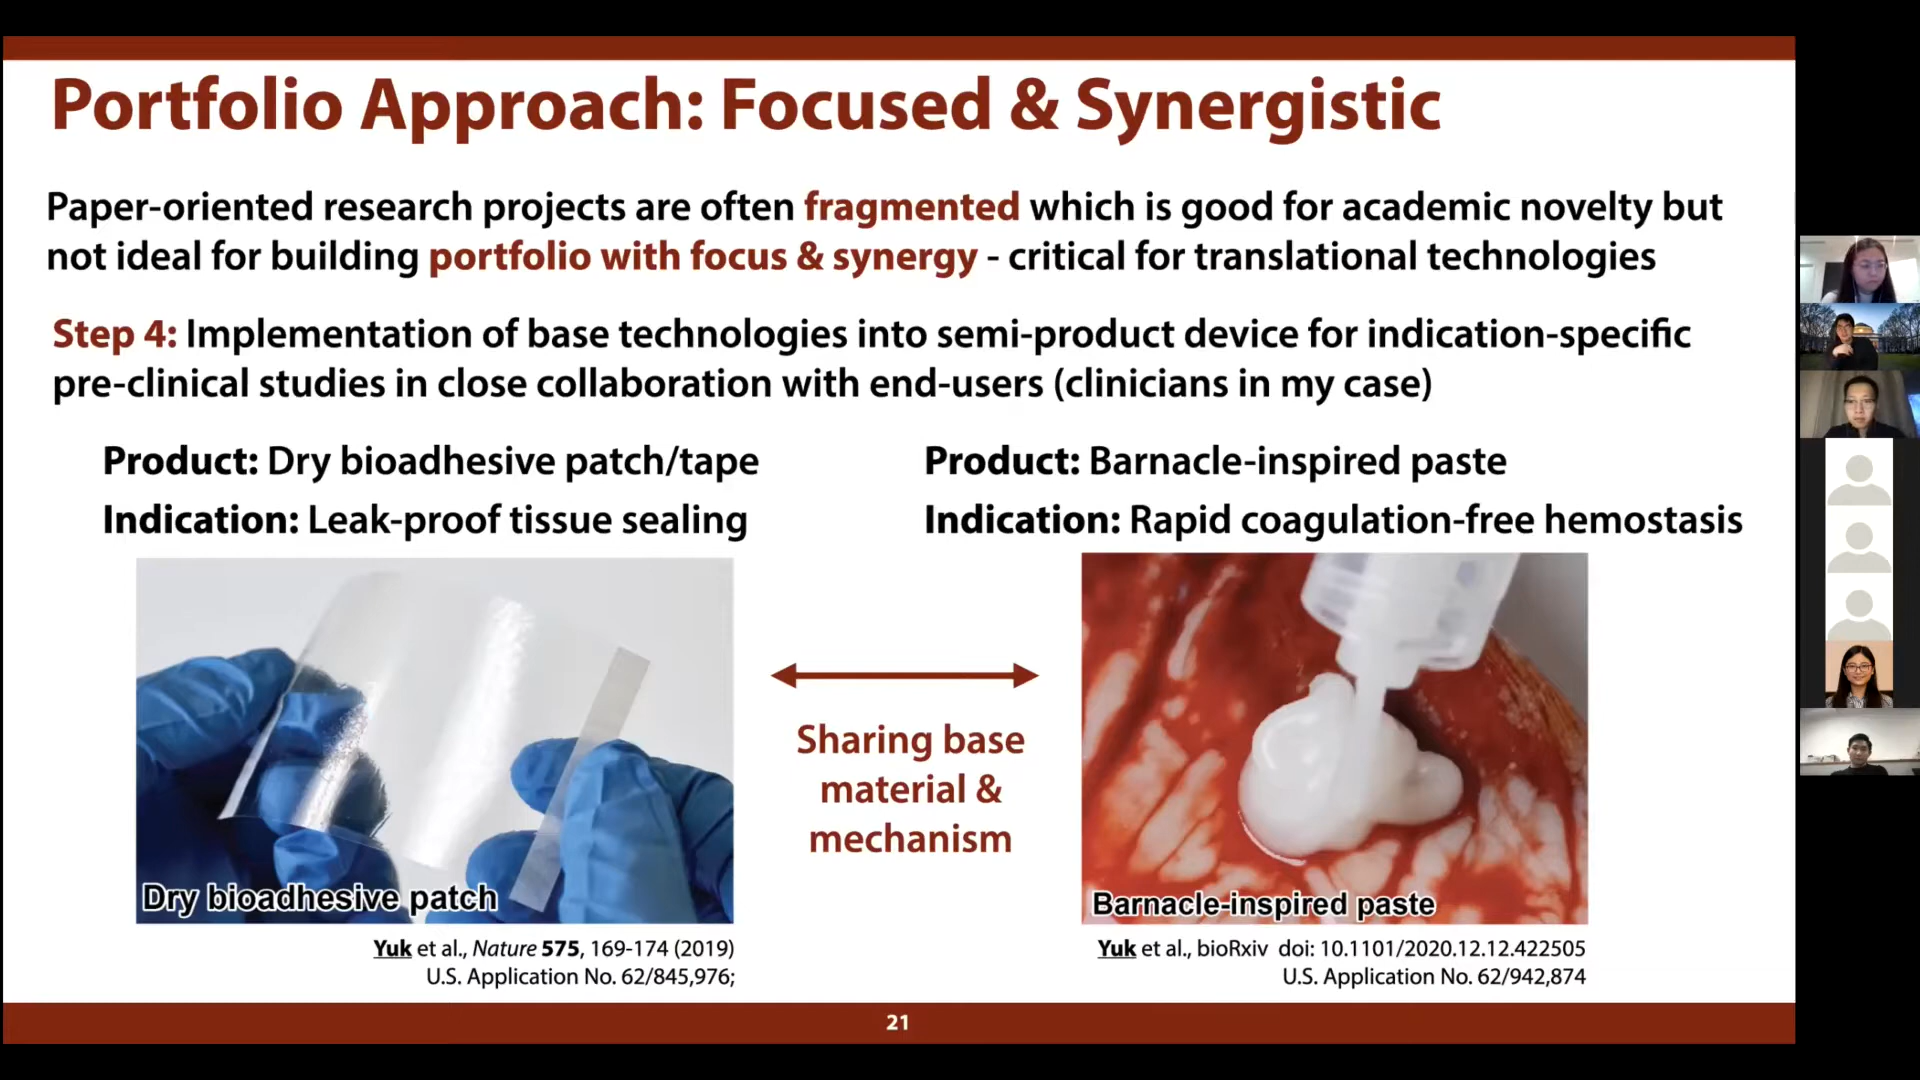 Portfolio Approach: Focused & Synergistic
Paper-oriented research projects are often fragmented which is good for academic novelty but
not ideal for building portfolio with focus & synergy - critical for translational technologies
Step 4: Implementation of base technologies into semi-product device for indication-specific
pre-clinical studies in close collaboration with end-users (clinicians in my case)
Product: Dry bioadhesive patch/tape
Indication: Leak-proof tissue sealing
Dry bioadhesive patch
Yuk et al., Nature 575, 169-174 (2019)
U.S. Application No. 62/845,976;
Sharing base
material &
mechanism
Product: Barnacle-inspired paste
Indication: Rapid coagulation-free hemostasis
Barnacle-inspired paste
Yuk et al., bioRxiv doi: 10.1101/2020.12.12.422505
U.S. Application No. 62/942,874
21